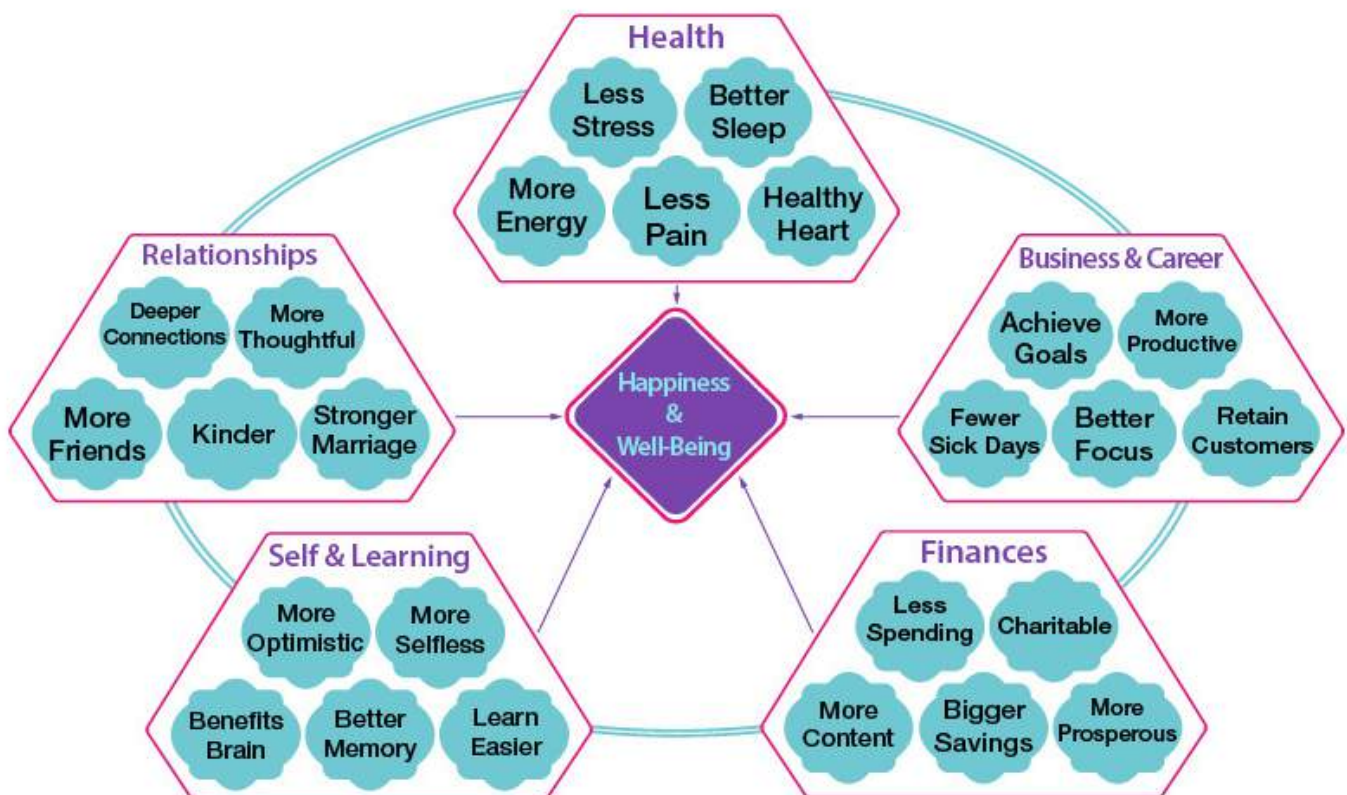 Health
Less
Stress
Better
Sleep
More
Energy
Less
Pain
Healthy
Heart
Relationships
Deeper
Connections
More
Thoughtful
More
Friends
Kinder
Stronger
Marriage
Business & Career
Achieve
Goals
More
Productive
Fewer
Sick Days
Better
Focus
Retain
Customers
Happiness
&
Well-Being
Self & Learning
More
Optimistic
More
Selfless
Benefits
Brain
Better
Memory
Learn
Easier
Finances
Less
Spending
Charitable
More
Content
Bigger
Savings
More
Prosperous